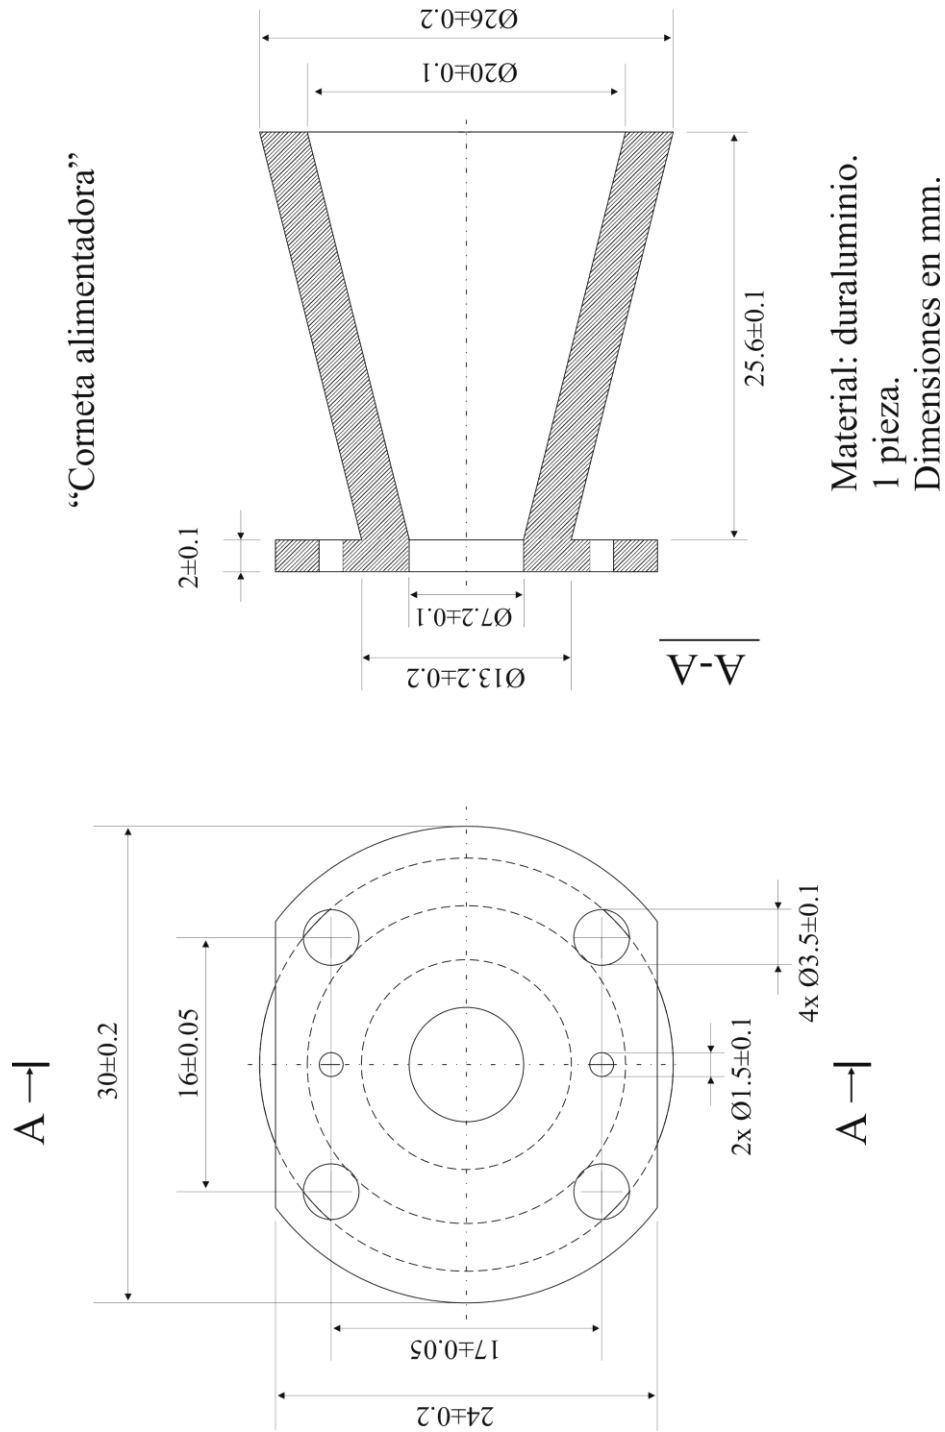 “Corneta alimentadora”
A
A
30±0.2
16±0.05
17±0.05
24±0.2
2x Ø1.5±0.1
4x Ø3.5±0.1
2±0.1
Ø7.2±0.1
Ø13.2±0.2
Ø20±0.1
Ø26±0.2
25.6±0.1
A-A
Material: duraluminio.
1 pieza.
Dimensiones en mm.